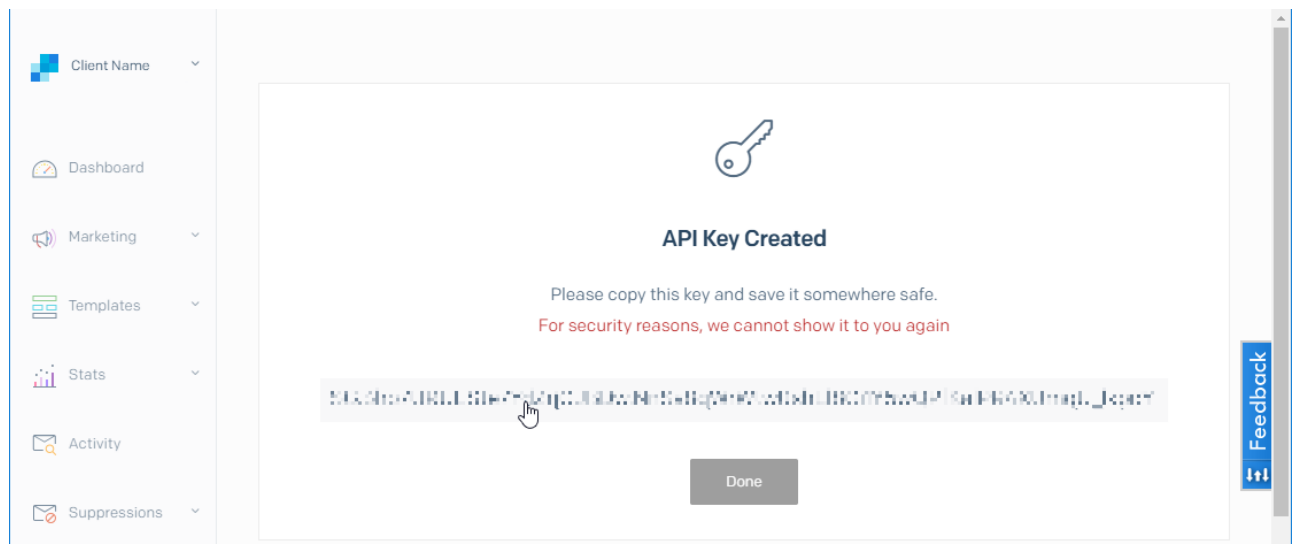 Client Name
Dashboard
Marketing
Templates
Stats
Activity
Suppressions
API Key Created
Please copy this key and save it somewhere safe.
For security reasons, we cannot show it to you again
Done
Feedback